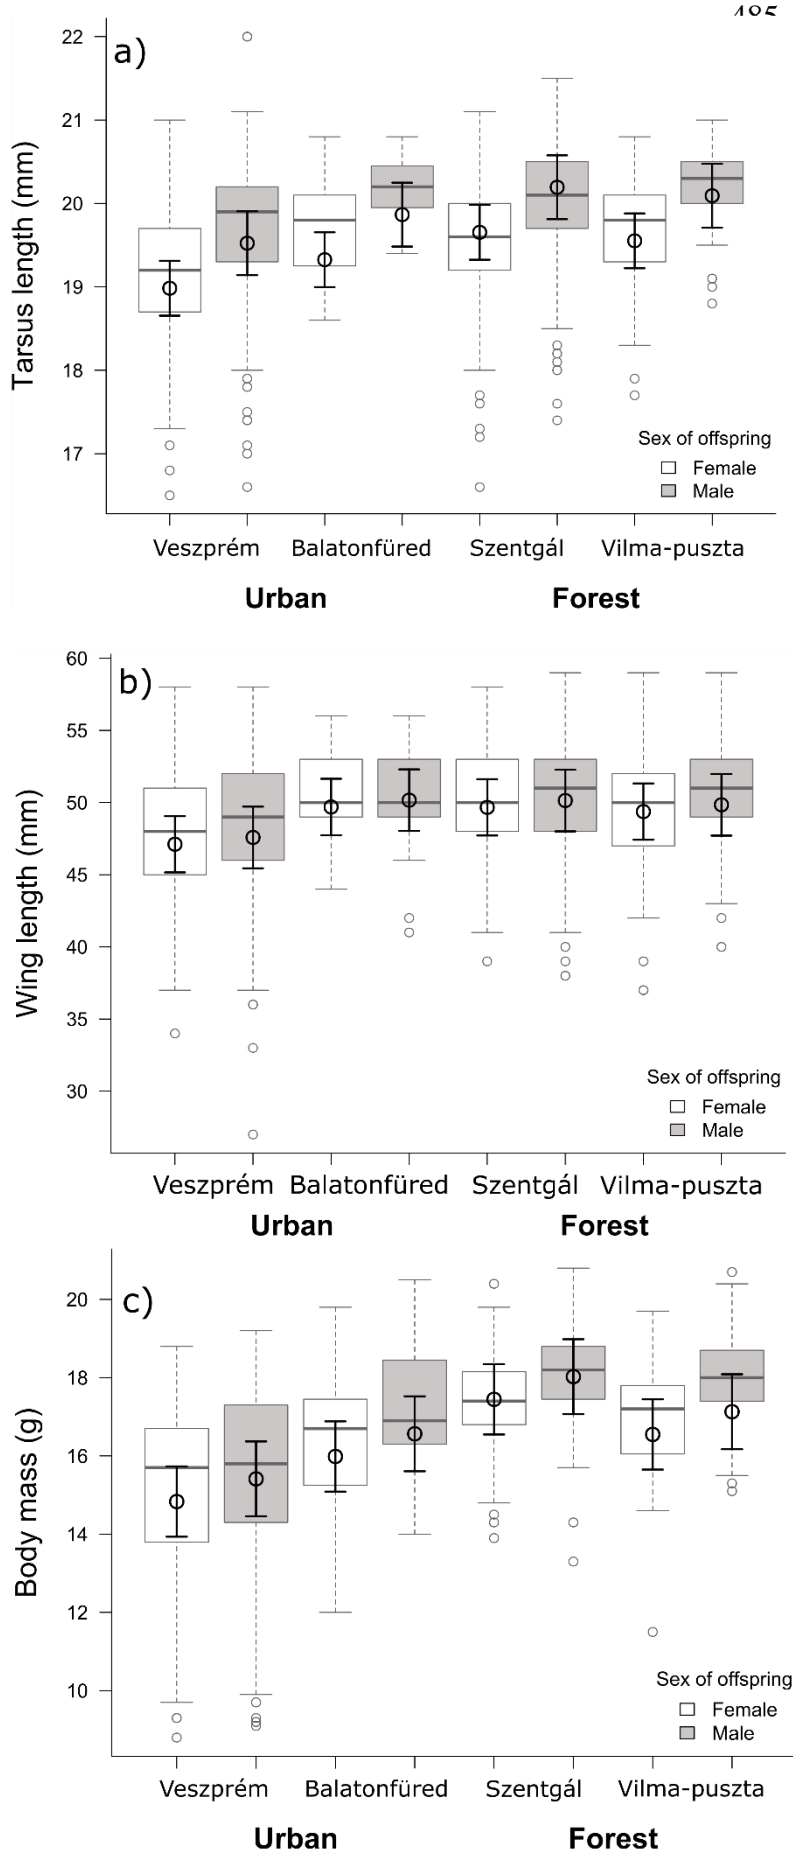 a)
Tarsus length (mm)
22
21
20
19
18
17
Sex of offspring
Female
Male
Veszprém Balatonfüred Szentgál Vilma-puszta
Urban Forest
b)
Wing length (mm)
60
55
50
45
40
35
30
Sex of offspring
Female
Male
Veszprém Balatonfüred Szentgál Vilma-puszta
Urban Forest
c)
Body mass (g)
20
18
16
14
12
10
Sex of offspring
Female
Male
Veszprém Balatonfüred Szentgál Vilma-puszta
Urban Forest